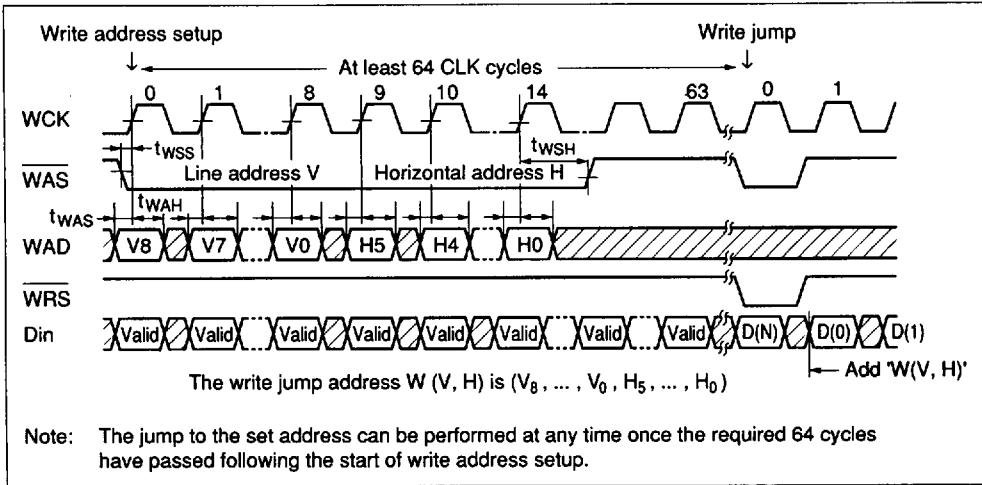 Write address setup Write jump
At least 64 CLK cycles
0 1 8 9 10 14 63 0 1
WCK
tWSS tWSH
WAS Line address V Horizontal address H
tWAS tWAH
WAD V8 V7 V0 H5 H4 H0
WRS
Din Valid Valid Valid Valid Valid Valid Valid Valid D(N) D(0) D(1)
Add 'W(V, H)'
The write jump address W (V, H) is (V8, ... , V0, H5, ... , H0)
Note: The jump to the set address can be performed at any time once the required 64 cycles
have passed following the start of write address setup.